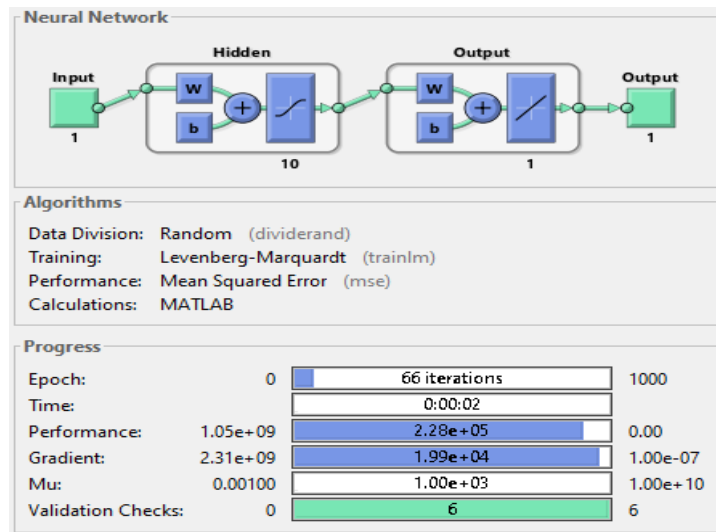 Neural Network
Hidden
Output
Input
Output
W
W
+
+
b
b
1
10
1
1
Algorithms
Data Division: Random (dividerand)
Training: Levenberg-Marquardt (trainlm)
Performance: Mean Squared Error (mse)
Calculations: MATLAB
Progress
Epoch: 0 66 iterations 1000
Time: 0:00:02
Performance: 1.05e+09 2.28e+05 0.00
Gradient: 2.31e+09 1.99e+04 1.00e-07
Mu: 0.00100 1.00e+03 1.00e+10
Validation Checks: 0 6 6